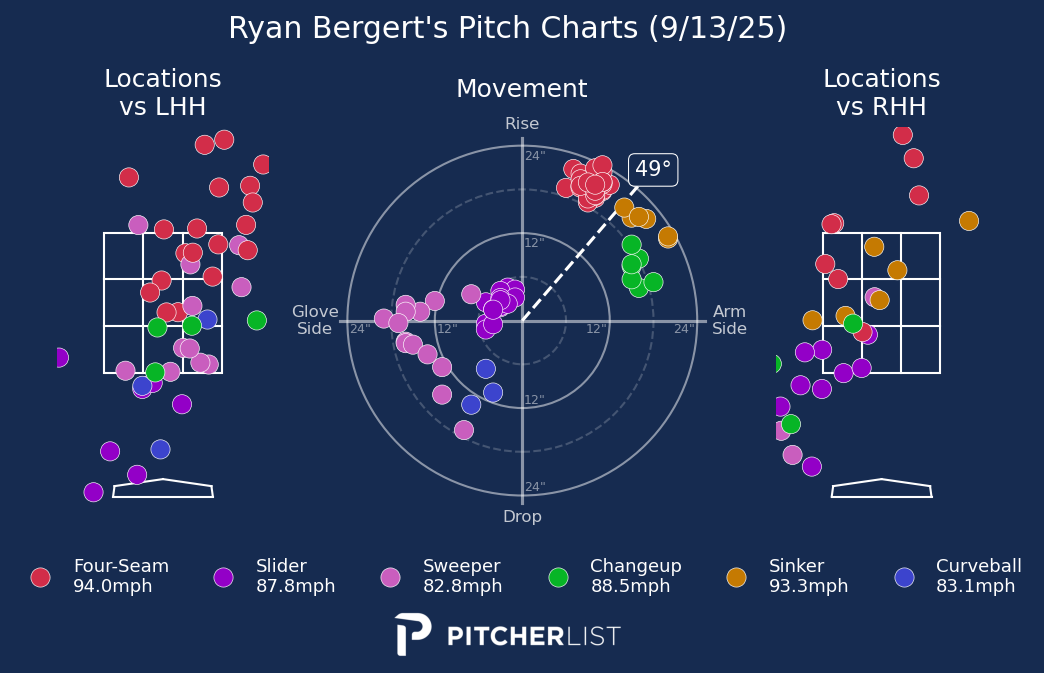 Ryan Bergert's Pitch Charts (9/13/25)
Locations
vs LHH
Movement
Locations
vs RHH
Rise
24"
49°
12"
Glove
Side
24"
12"
12"
24"
Arm
Side
12"
24"
Drop
Four-Seam
94.0mph
Slider
87.8mph
Sweeper
82.8mph
Changeup
88.5mph
Sinker
93.3mph
Curveball
83.1mph
PITCHERLIST